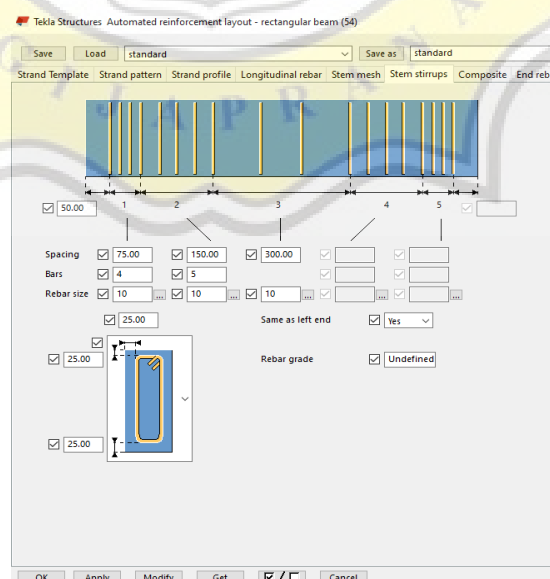 Tekla Structures Automated reinforcement layout - rectangular beam (54)
Save Load standard Save as standard
Strand Template Strand pattern Strand profile Longitudinal rebar Stem mesh Stem stirrups Composite End reb
I J A P R A N A
50.00 1 2 3 4 5
Spacing 75.00 150.00 300.00
Bars 4 5
Rebar size 10 ... 10 ... 10 ... ... ...
25.00 Same as left end Yes
25.00 Rebar grade Undefined
25.00
OK Apply Modify Get / Cancel